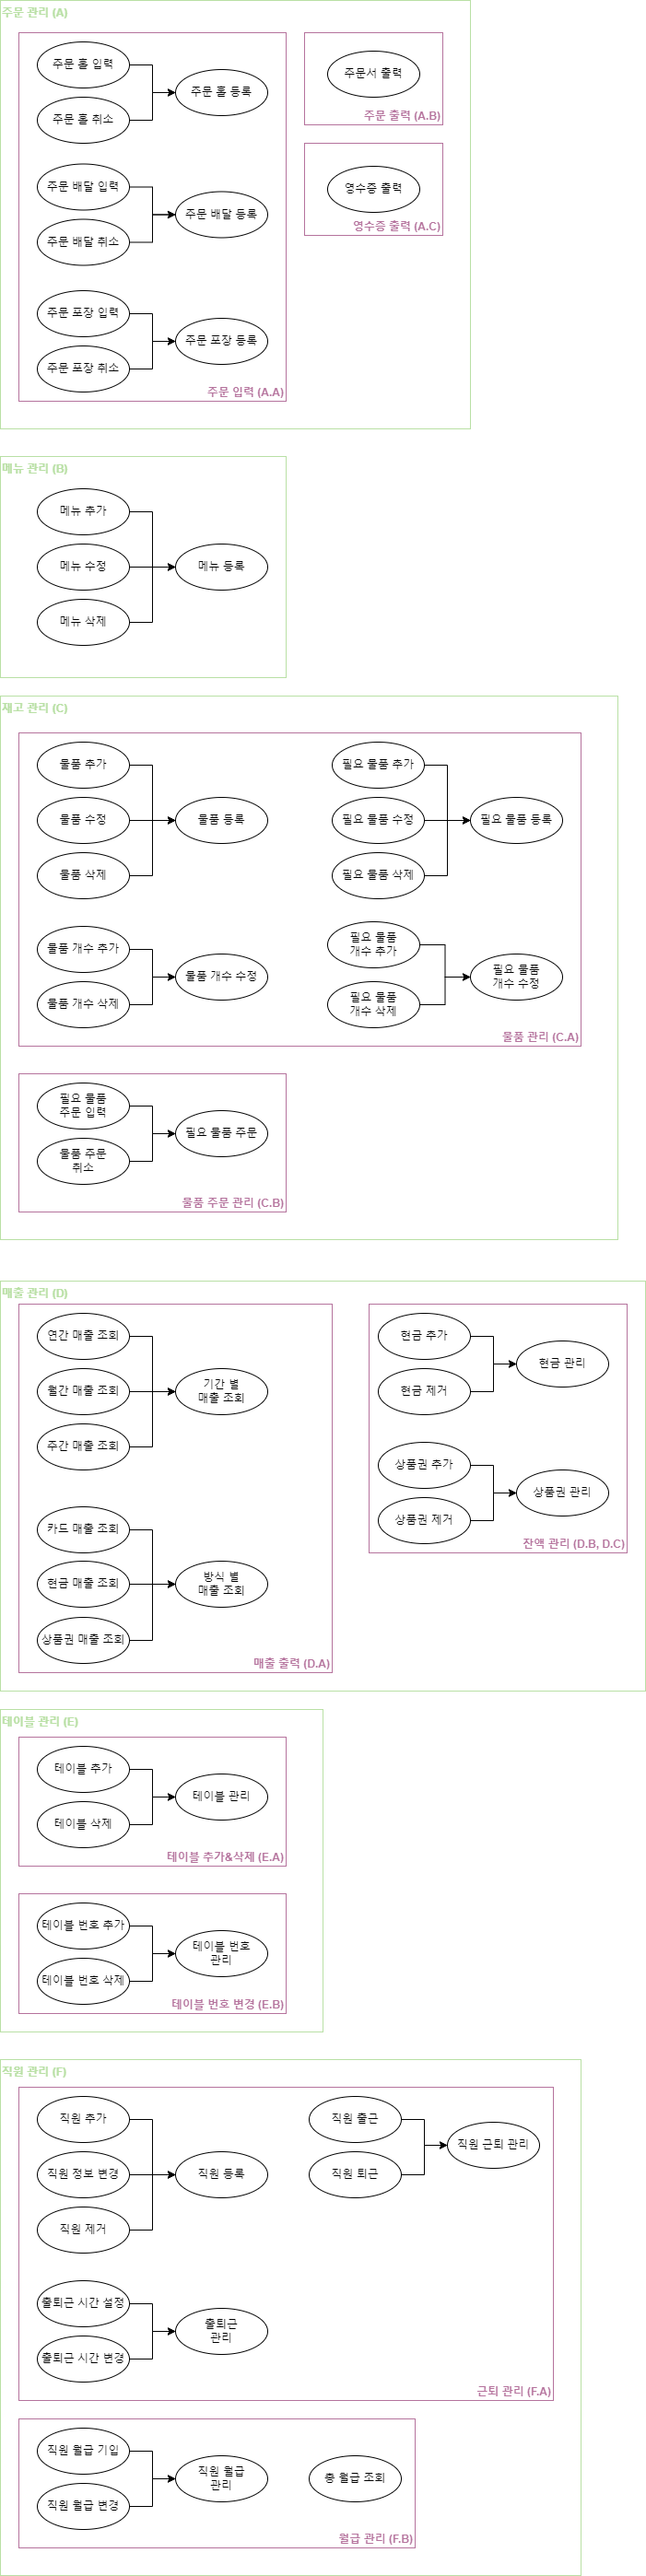 주문 관리 (A)
주문 홀 입력
주문 홀 취소
주문 홀 등록
주문 배달 입력
주문 배달 취소
주문 배달 등록
주문 포장 입력
주문 포장 취소
주문 포장 등록
주문 입력 (A.A)
주문서 출력
주문 출력 (A.B)
영수증 출력
영수증 출력 (A.C)
메뉴 관리 (B)
메뉴 추가
메뉴 수정
메뉴 삭제
메뉴 등록
재고 관리 (C)
물품 추가
물품 수정
물품 삭제
물품 등록
필요 물품 추가
필요 물품 수정
필요 물품 삭제
필요 물품 등록
물품 개수 추가
물품 개수 삭제
물품 개수 수정
필요 물품
개수 추가
필요 물품
개수 삭제
필요 물품
개수 수정
물품 관리 (C.A)
필요 물품
주문 입력
물품 주문
취소
필요 물품 주문
물품 주문 관리 (C.B)
매출 관리 (D)
연간 매출 조회
월간 매출 조회
주간 매출 조회
기간 별
매출 조회
카드 매출 조회
현금 매출 조회
상품권 매출 조회
방식 별
매출 조회
매출 출력 (D.A)
현금 추가
현금 제거
현금 관리
상품권 추가
상품권 제거
상품권 관리
잔액 관리 (D.B, D.C)
테이블 관리 (E)
테이블 추가
테이블 삭제
테이블 관리
테이블 추가&삭제 (E.A)
테이블 번호 추가
테이블 번호 삭제
테이블 번호
관리
테이블 번호 변경 (E.B)
직원 관리 (F)
직원 추가
직원 정보 변경
직원 제거
직원 등록
직원 출근
직원 퇴근
직원 근퇴 관리
출퇴근 시간 설정
출퇴근 시간 변경
출퇴근
관리
근퇴 관리 (F.A)
직원 월급 기입
직원 월급 변경
직원 월급
관리
총 월급 조회
월급 관리 (F.B)